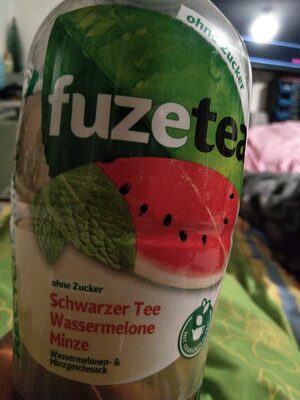 ohne Zucker
fuzetea
ohne Zucker
Schwarzer Tee
Wassermelone
Minze
Wassermelonen- &
Minzgeschmack